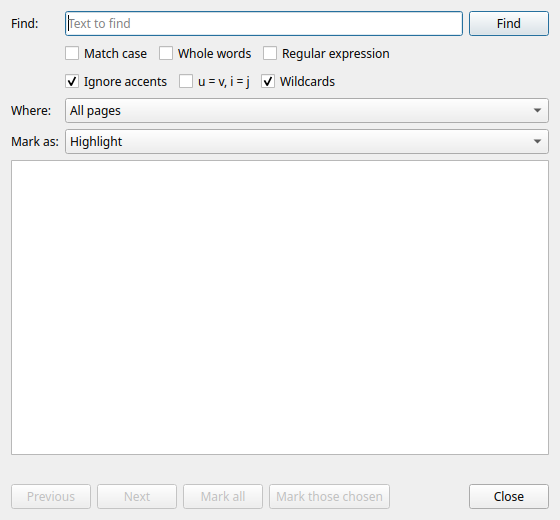 Find: Text to find Find
Match case Whole words Regular expression
Ignore accents u = v, i = j Wildcards
Where: All pages
Mark as: Highlight
Previous Next Mark all Mark those chosen Close